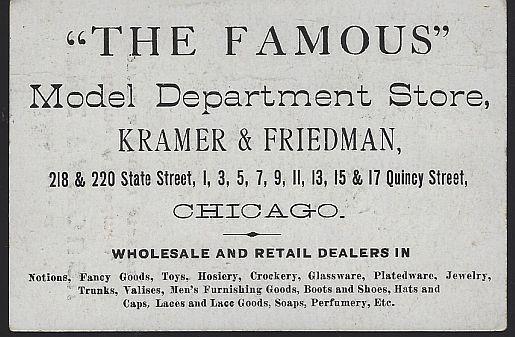 "THE FAMOUS"
Model Department Store,
KRAMER & FRIEDMAN,
218 & 220 State Street, 1, 3, 5, 7, 9, 11, 13, 15 & 17 Quincy Street,
CHICAGO.
WHOLESALE AND RETAIL DEALERS IN
Notions, Fancy Goods, Toys, Hosiery, Crockery, Glassware, Platedware, Jewelry,
Trunks, Valises, Men's Furnishing Goods, Boots and Shoes, Hats and
Caps, Laces and Lace Goods, Soaps, Perfumery, Etc.